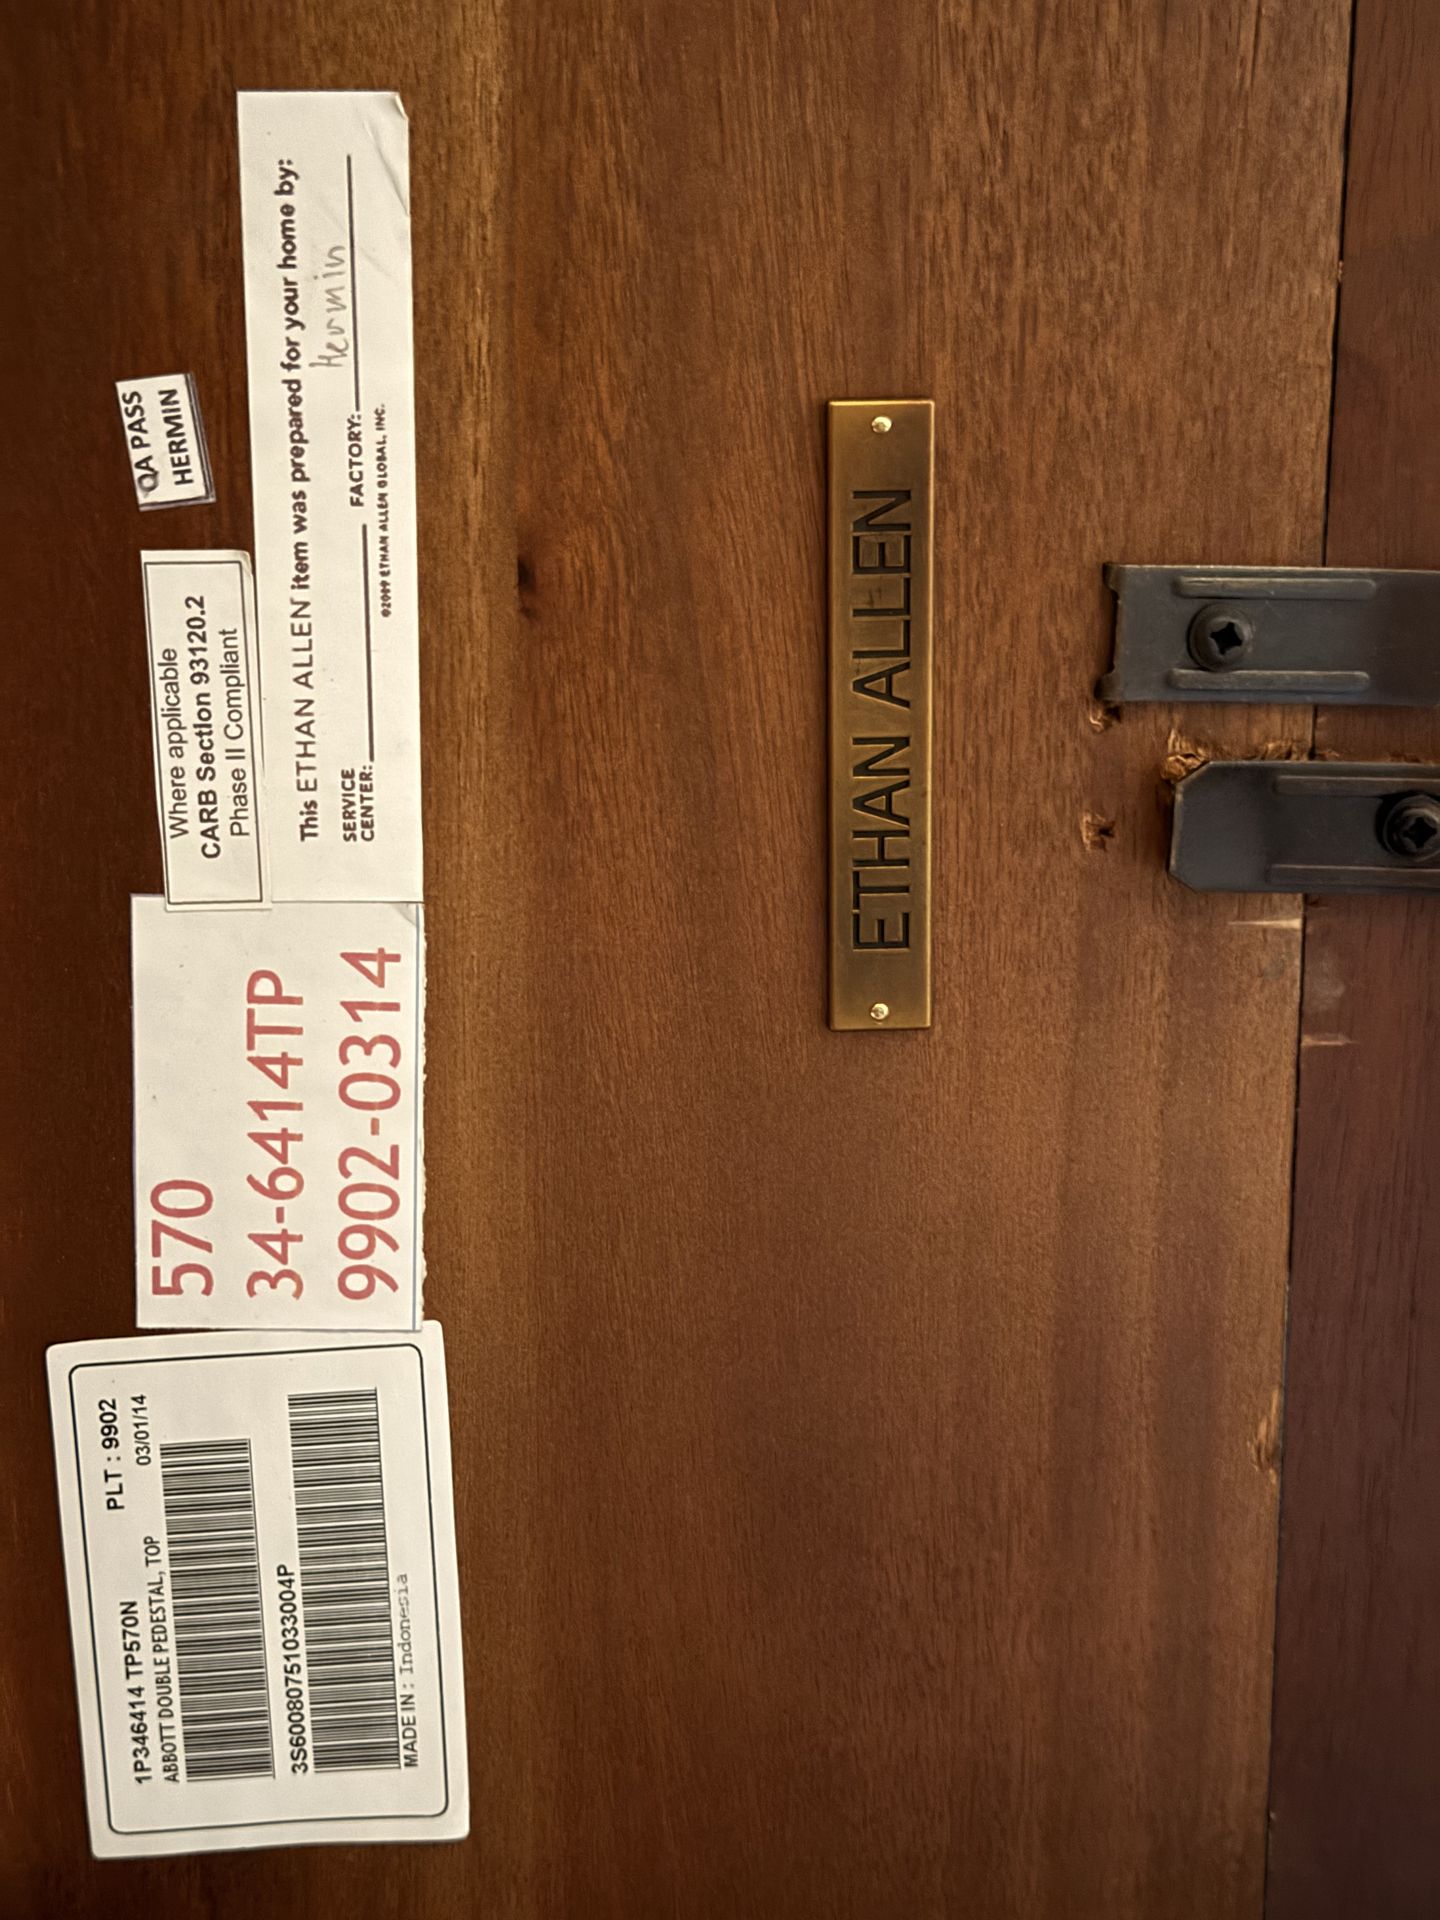 1P346414 TP570N PLT : 9902
ABBOTT DOUBLE PEDESTAL, TOP 03/01/14
3S60080751033004P
MADE IN : Indonesia
570
34-6414TP
9902-0314
Where applicable
CARB Section 93120.2
Phase II Compliant
QA PASS
HERMIN
This ETHAN ALLEN item was prepared for your home by:
SERVICE
CENTER: FACTORY: Hermin
©2009 ETHAN ALLEN GLOBAL, INC.
ETHAN ALLEN